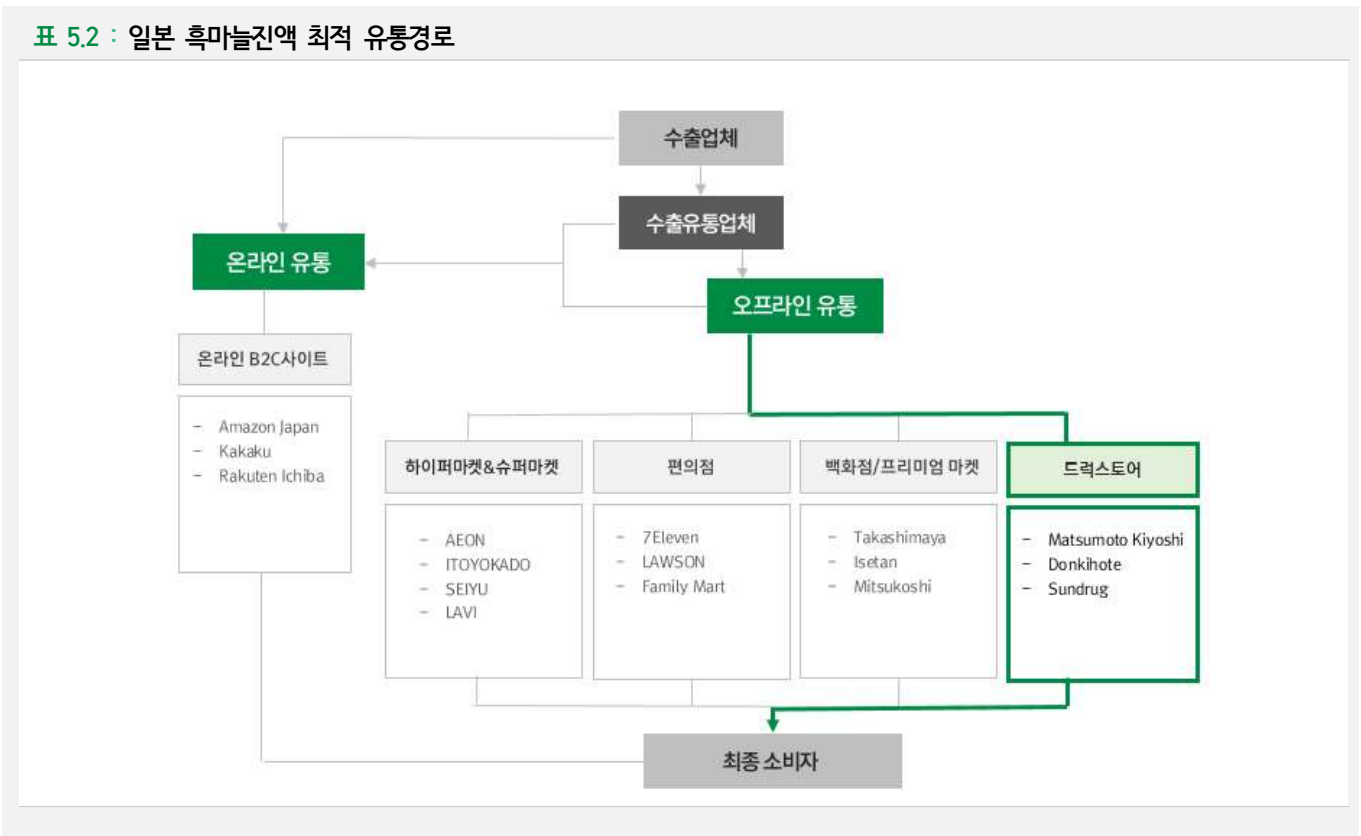 표 5.2 : 일본 흑마늘진액 최적 유통경로
수출업체
수출유통업체
온라인 유통
오프라인 유통
온라인 B2C사이트
- Amazon Japan
- Kakaku
- Rakuten Ichiba
하이퍼마켓&슈퍼마켓
- AEON
- ITOYOKADO
- SEIYU
- LAVI
편의점
- 7Eleven
- LAWSON
- Family Mart
백화점/프리미엄 마켓
- Takashimaya
- Isetan
- Mitsukoshi
드럭스토어
- Matsumoto Kiyoshi
- Donkihote
- Sundrug
최종 소비자